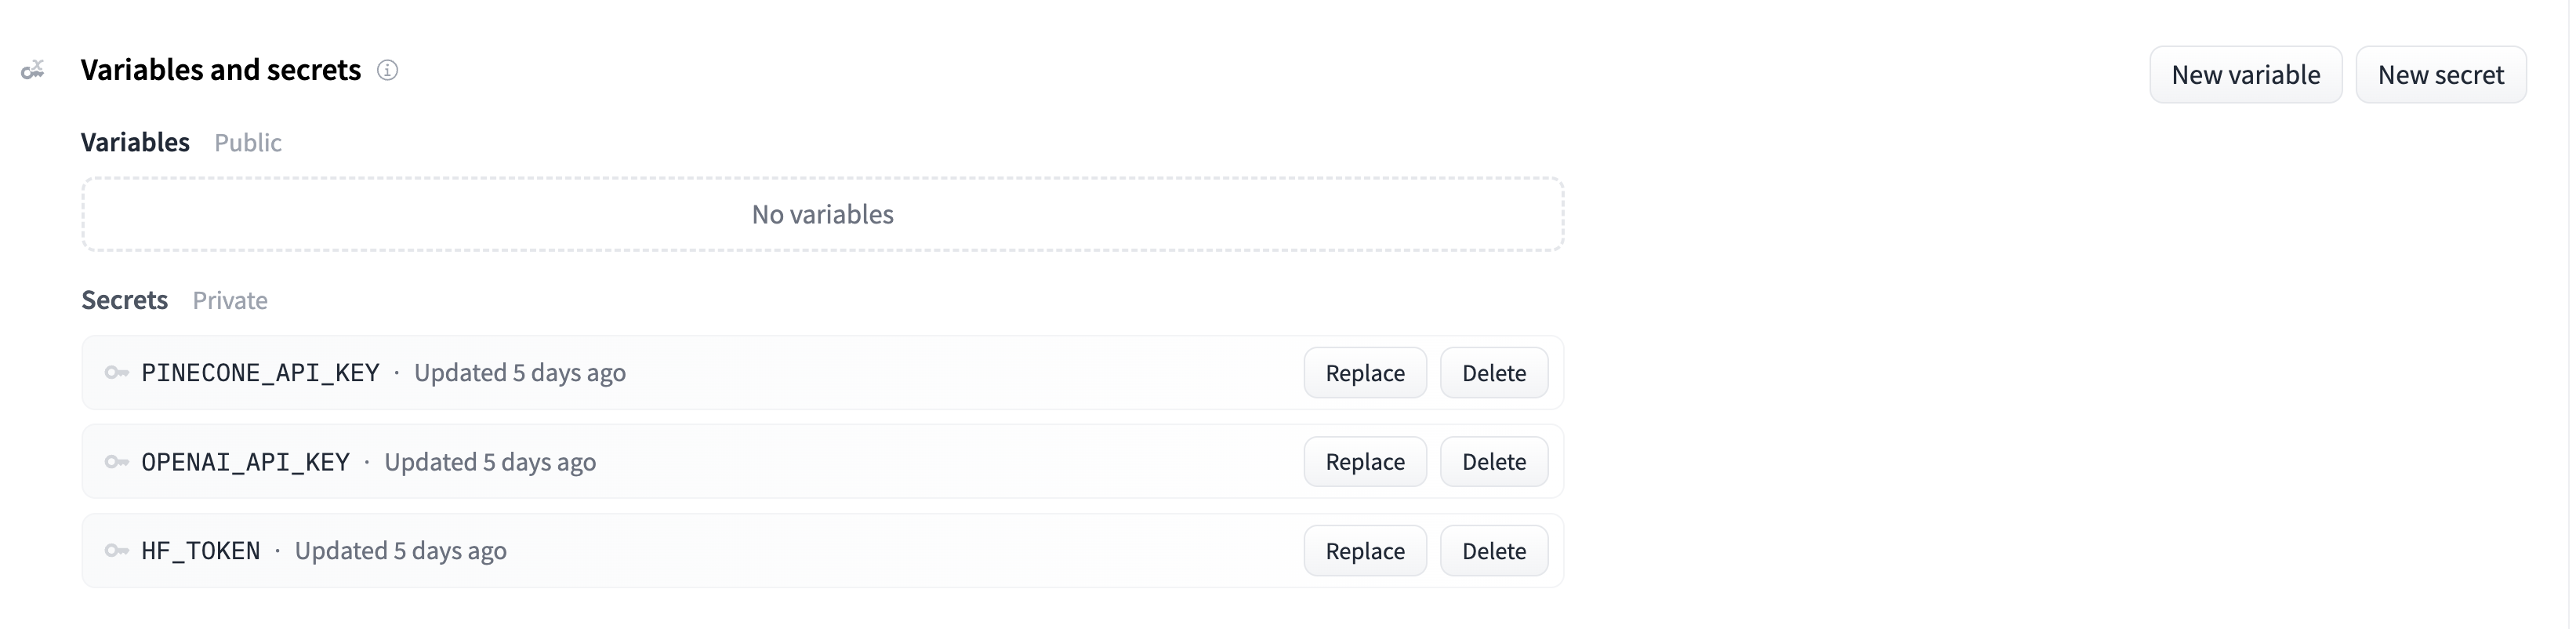 Variables and secrets
New variable New secret
Variables Public
No variables
Secrets Private
PINECONE_API_KEY · Updated 5 days ago Replace Delete
OPENAI_API_KEY · Updated 5 days ago Replace Delete
HF_TOKEN · Updated 5 days ago Replace Delete